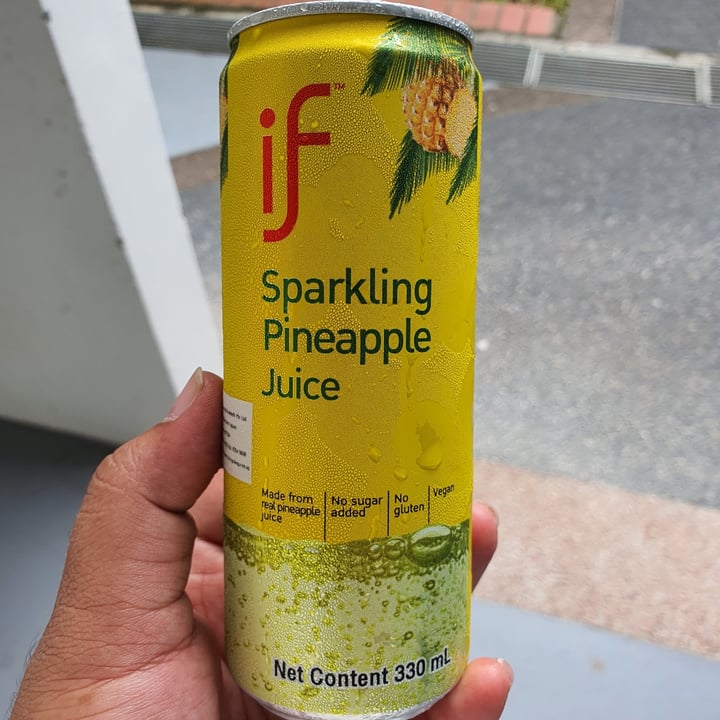 if™
Sparkling
Pineapple
Juice
Made from
real pineapple
juice
No sugar
added
No
gluten
Vegan
Net Content 330 mL